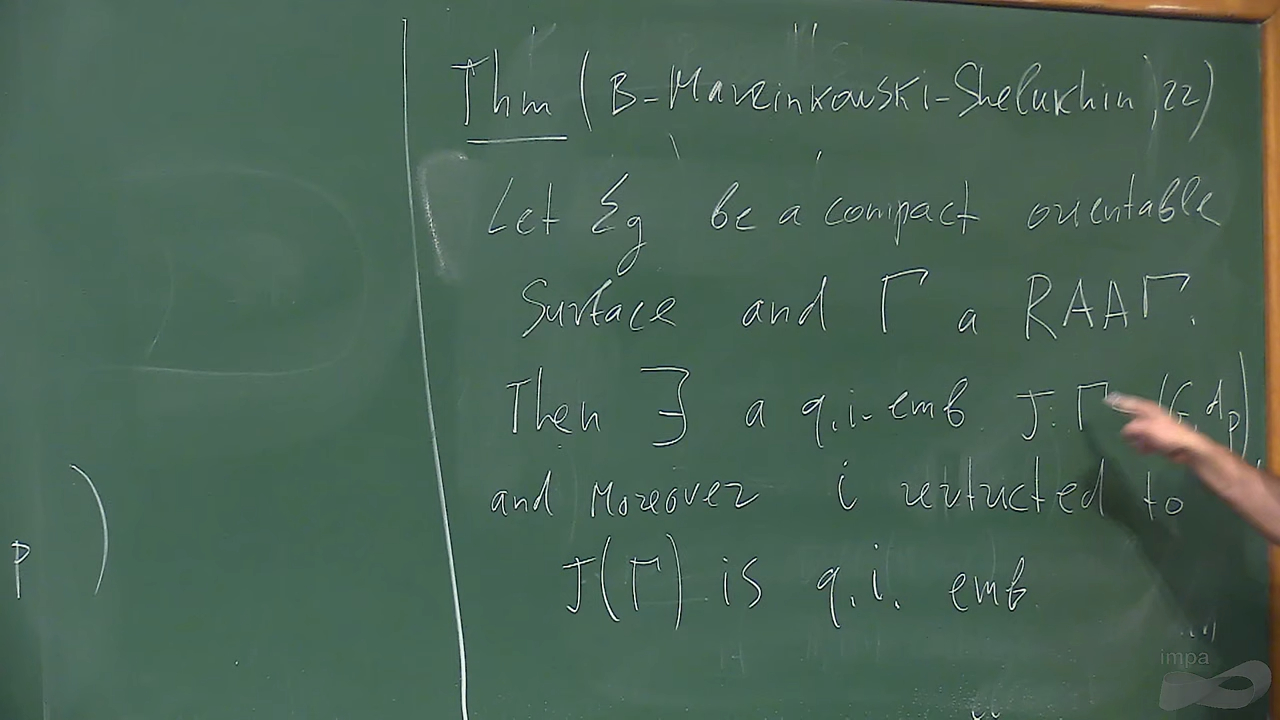 Thm (B-Marcinkowski-Shelukhin, 22)
Let Σg be a compact orientable
Surface and Γ a RAAΓ.
Then ∃ a q.i. emb J: Γ (G, dp)
and moreover i restricted to
J(Γ) is q.i. emb.
p )
impa